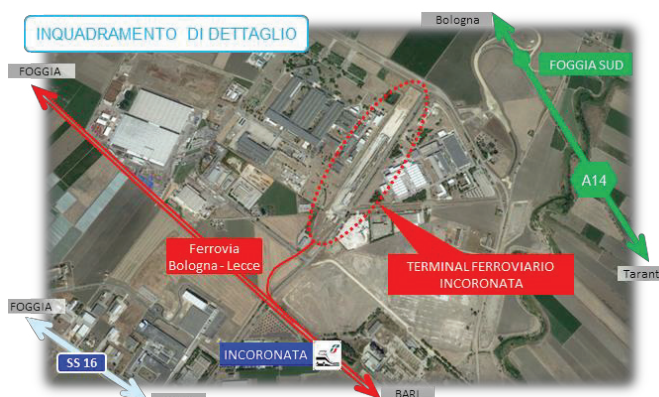 INQUADRAMENTO DI DETTAGLIO
Bologna
FOGGIA
FOGGIA SUD
A14
Ferrovia
Bologna - Lecce
TERMINAL FERROVIARIO
INCORONATA
Tarant
FOGGIA
SS 16
INCORONATA
BARI